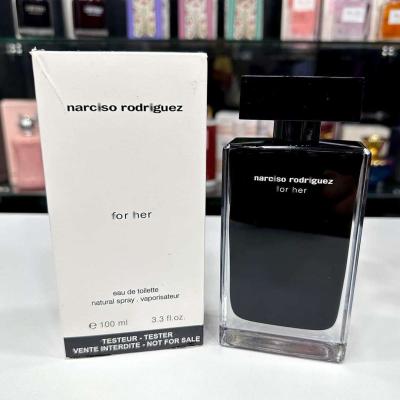 narciso rodriguez
for her
eau de toilette
natural spray . vaporisateur
e 100 ml 3.3 fl.oz.
TESTEUR - TESTER
VENTE INTERDITE - NOT FOR SALE
narciso rodriguez
for her